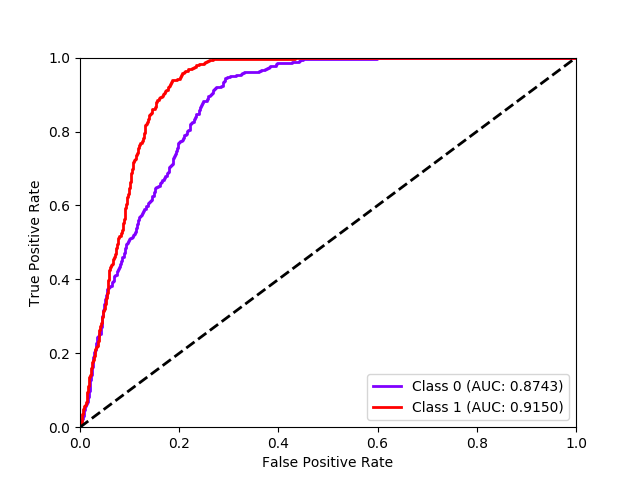 1.0
0.8
0.6
0.4
0.2
0.0
True Positive Rate
Class 0 (AUC: 0.8743)
Class 1 (AUC: 0.9150)
0.0 0.2 0.4 0.6 0.8 1.0
False Positive Rate